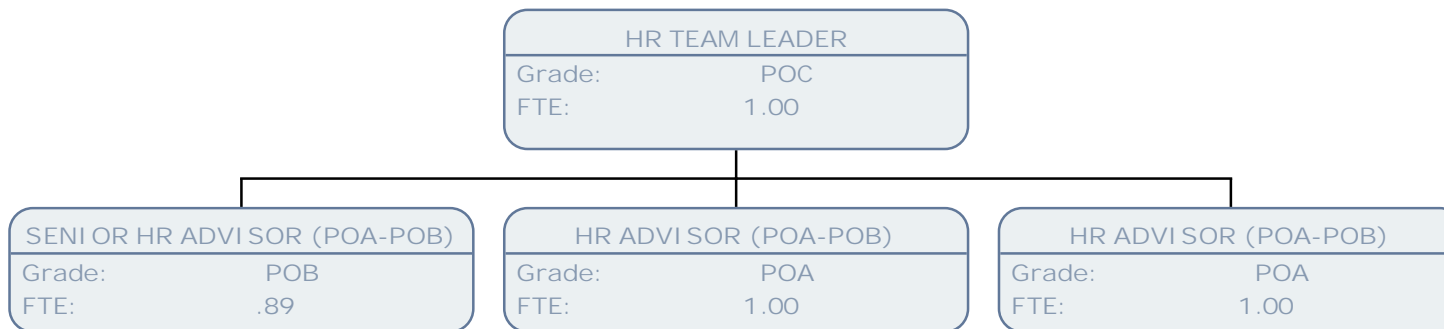 HR TEAM LEADER
Grade: POC
FTE: 1.00
SENIOR HR ADVISOR (POA-POB)
Grade: POB
FTE: .89
HR ADVISOR (POA-POB)
Grade: POA
FTE: 1.00
HR ADVISOR (POA-POB)
Grade: POA
FTE: 1.00